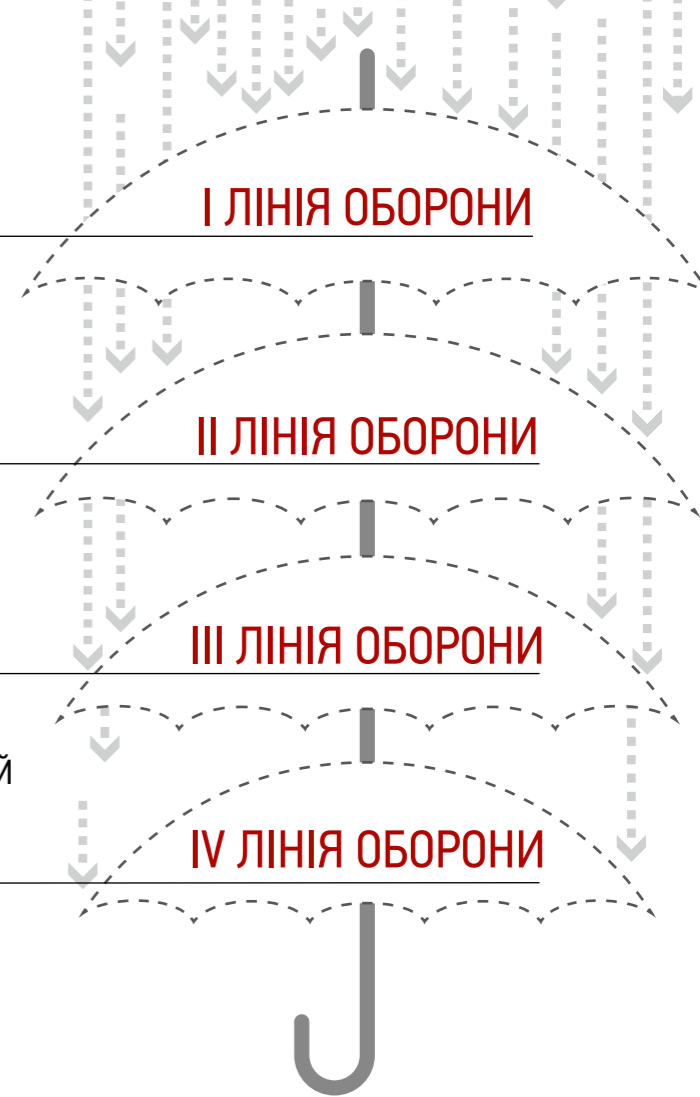 І ЛІНІЯ ОБОРОНИ
ІІ ЛІНІЯ ОБОРОНИ
ІІІ ЛІНІЯ ОБОРОНИ
й
IV ЛІНІЯ ОБОРОНИ